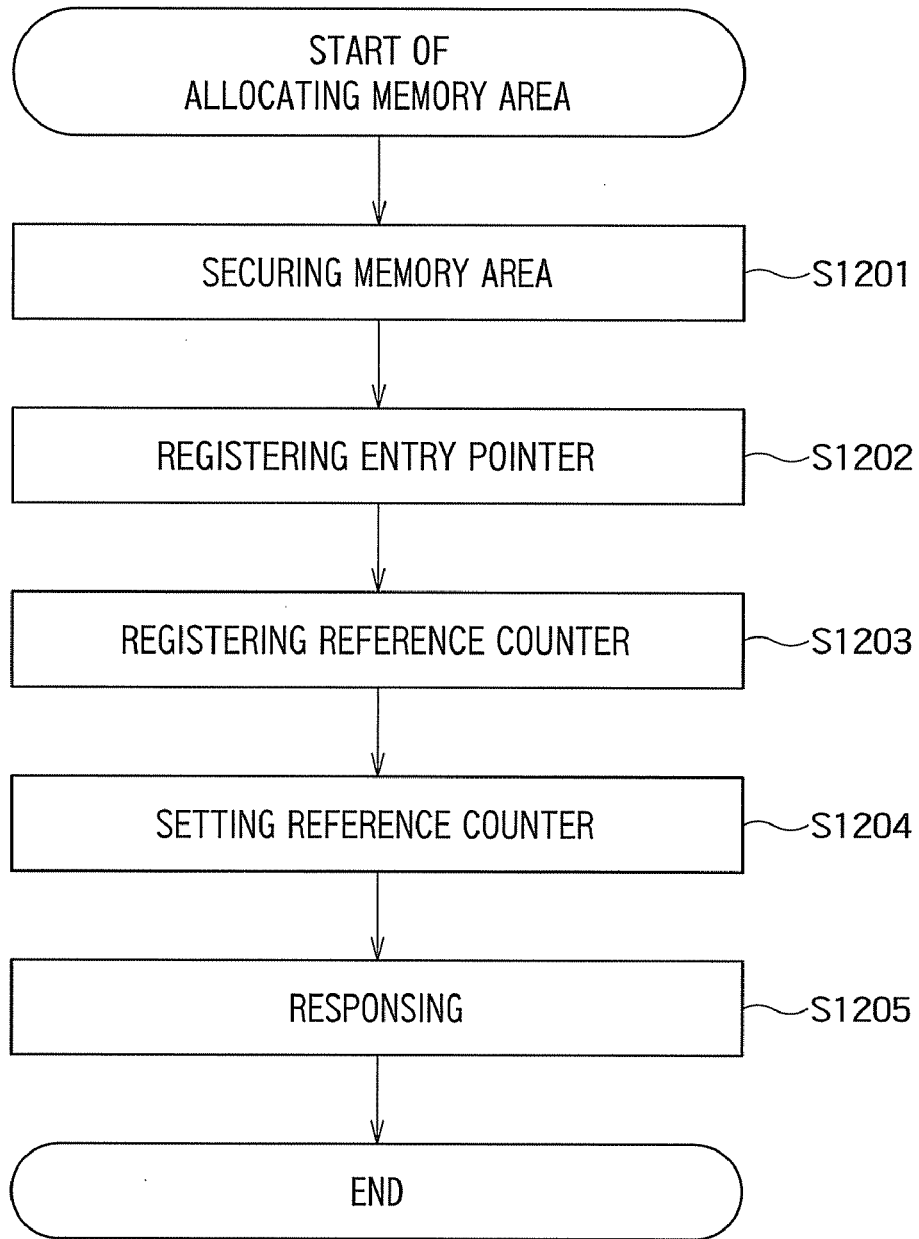 START OF
ALLOCATING MEMORY AREA
SECURING MEMORY AREA
S1201
REGISTERING ENTRY POINTER
S1202
REGISTERING REFERENCE COUNTER
S1203
SETTING REFERENCE COUNTER
S1204
RESPONSING
S1205
END